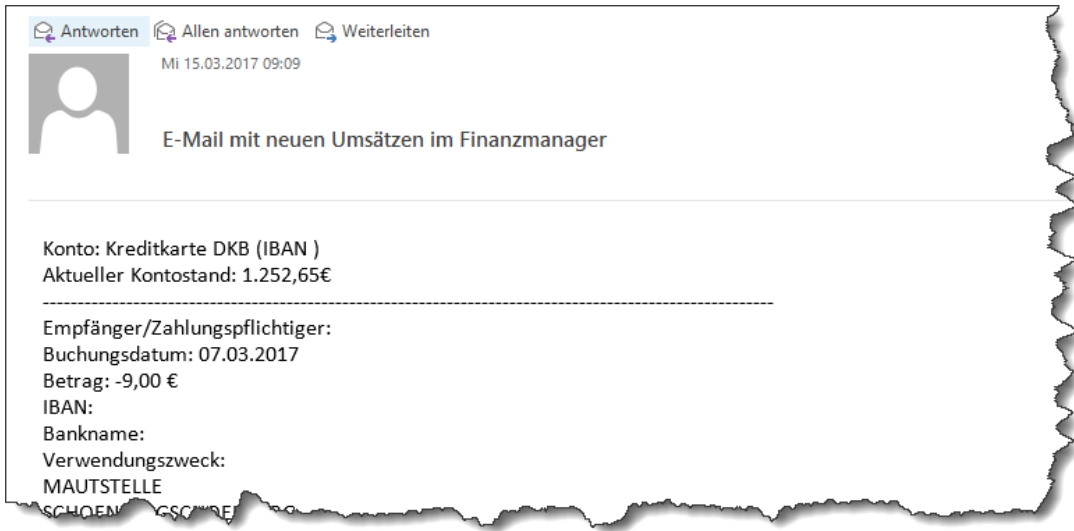 Antworten Allen antworten Weiterleiten
Mi 15.03.2017 09:09
E-Mail mit neuen Umsätzen im Finanzmanager
Konto: Kreditkarte DKB (IBAN )
Aktueller Kontostand: 1.252,65€
--------------------------------------------------------------------------------------------------------
Empfänger/Zahlungspflichtiger:
Buchungsdatum: 07.03.2017
Betrag: -9,00 €
IBAN:
Bankname:
Verwendungszweck:
MAUTSTELLE